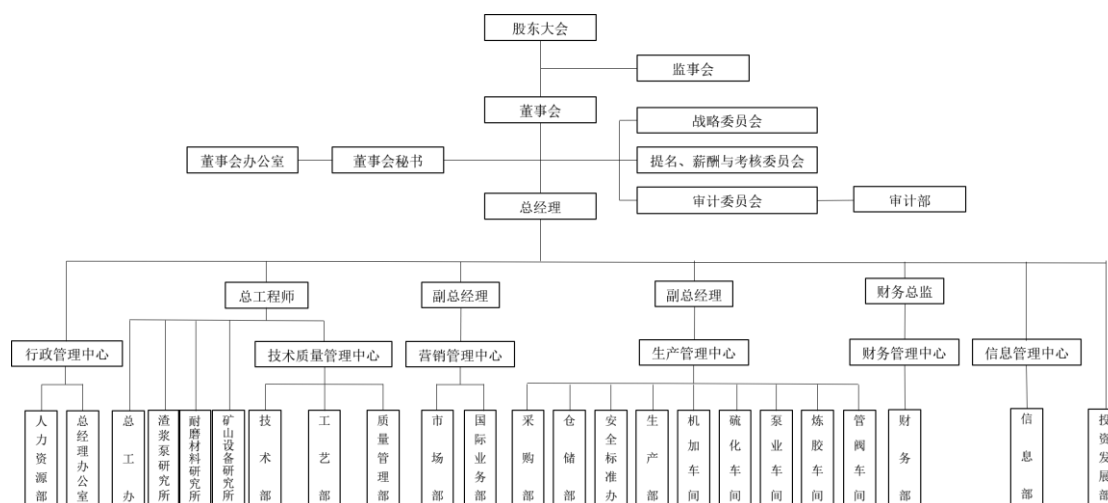 股东大会
监事会
董事会
战略委员会
董事会办公室
董事会秘书
提名、薪酬与考核委员会
总经理
审计委员会
审计部
总工程师
副总经理
副总经理
财务总监
行政管理中心
技术质量管理中心
营销管理中心
生产管理中心
财务管理中心
信息管理中心
人力资源部
总经理办公室
总工办
渣浆泵研究所
耐磨材料研究所
矿山设备研究所
技术部
工艺部
质量管理部
市场部
国际业务部
采购部
仓储部
安全标准办
生产部
机加车间
硫化车间
泵业车间
炼胶车间
管阀车间
财务部
信息部
投资发展部